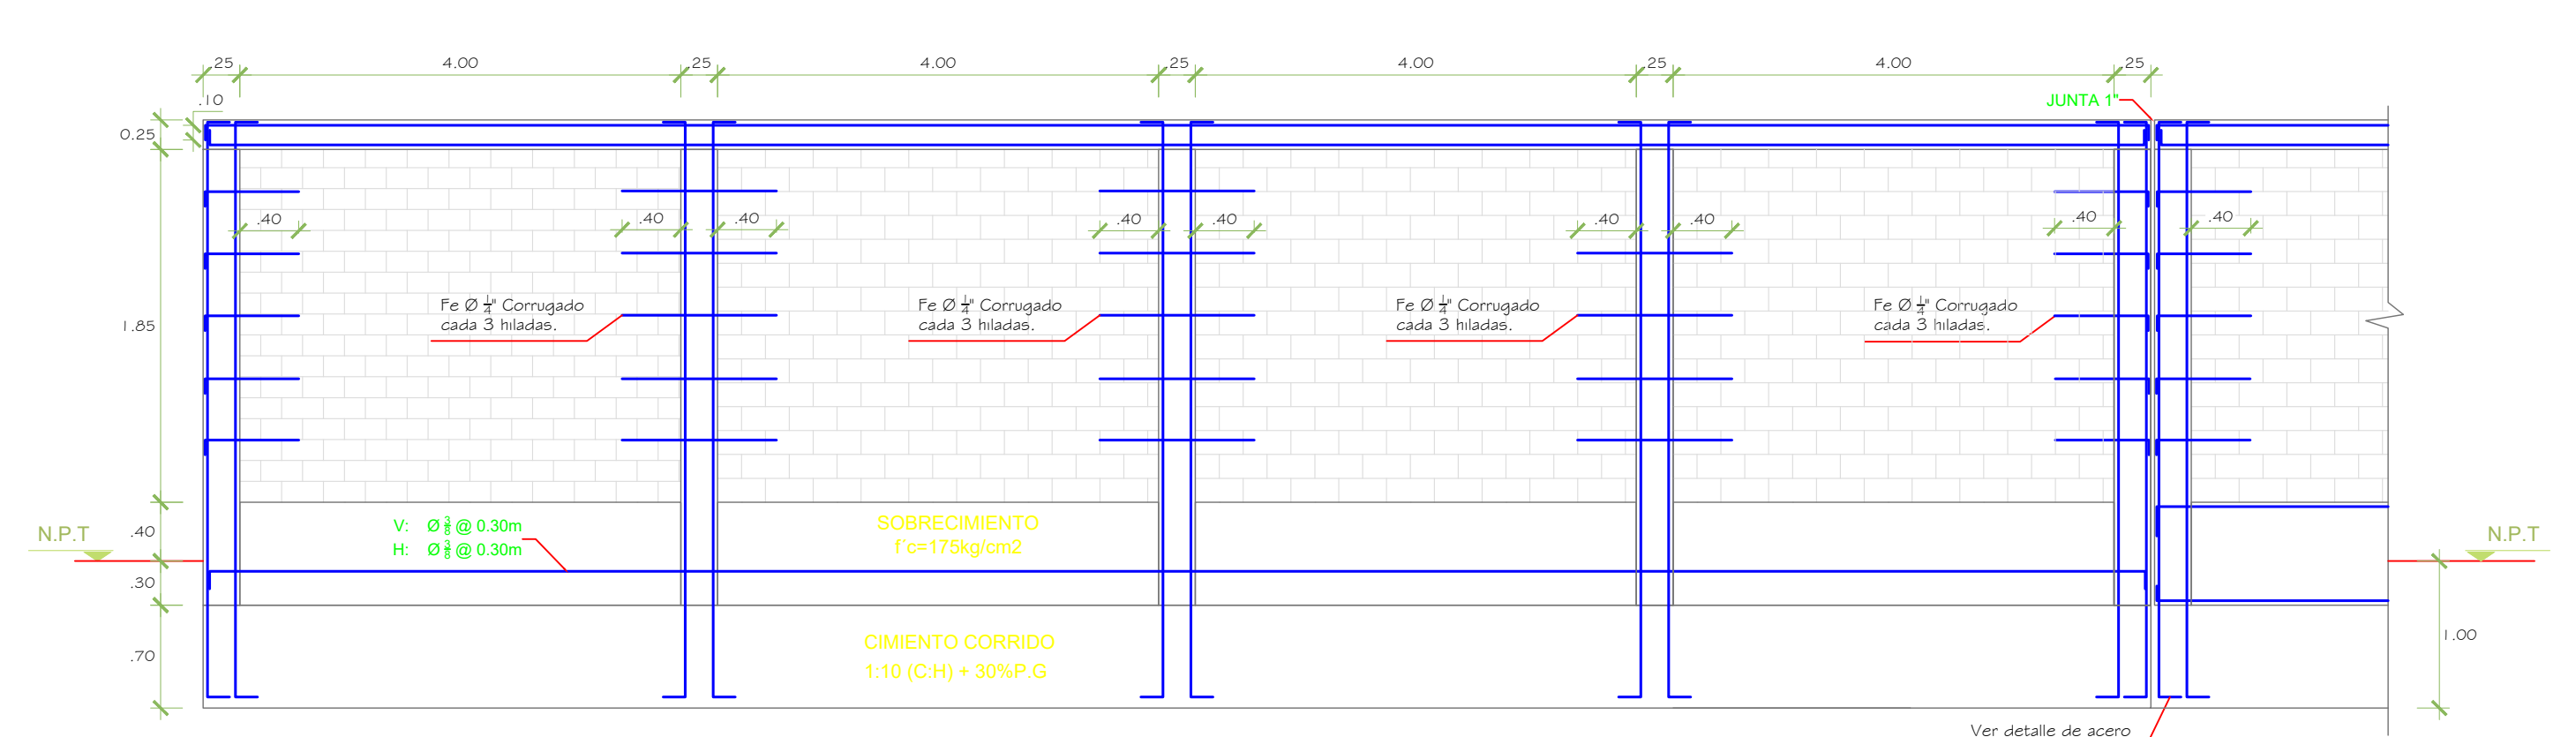 .25 4.00 .25 4.00 .25 4.00 .25 4.00 .25
JUNTA 1"
.10
0.25
.40 .40 .40 .40 .40 .40 .40 .40 .40
Fe Ø 1/4" Corrugado
cada 3 hiladas.
Fe Ø 1/4" Corrugado
cada 3 hiladas.
Fe Ø 1/4" Corrugado
cada 3 hiladas.
Fe Ø 1/4" Corrugado
cada 3 hiladas.
1.85
N.P.T
.40
V: Ø 3/8 @ 0.30m
H: Ø 3/8 @ 0.30m
SOBRECIMIENTO
f´c=175kg/cm2
N.P.T
.30
CIMIENTO CORRIDO
1:10 (C:H) + 30%P.G
.70
1.00
Ver detalle de acero